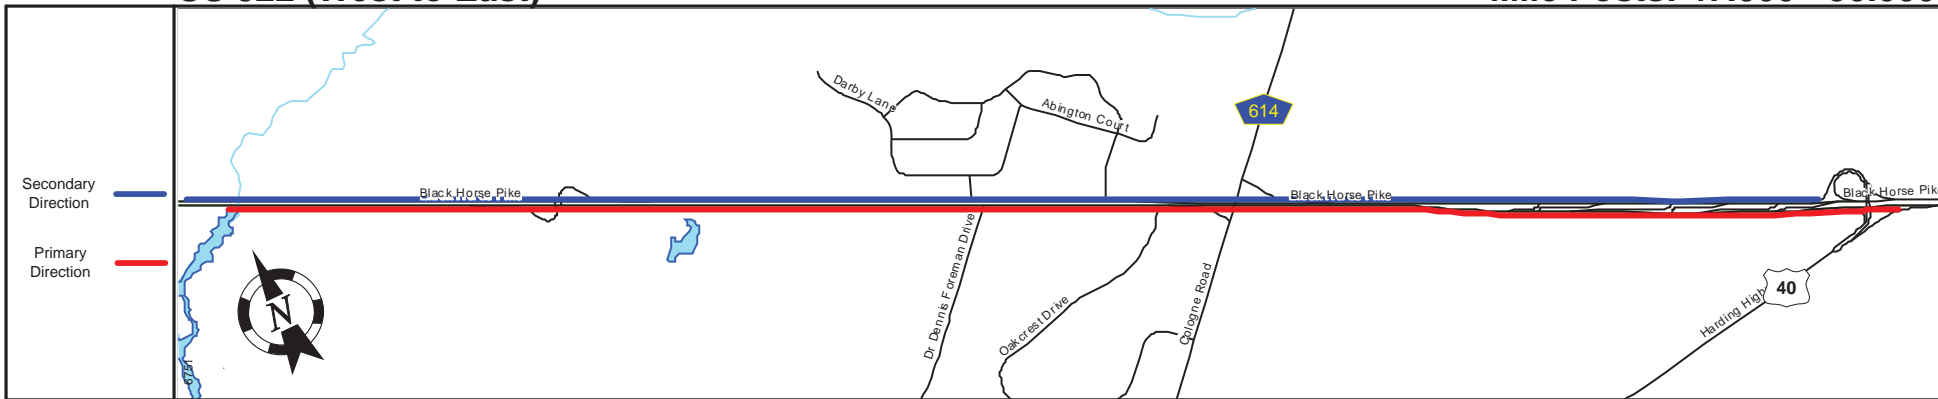 Secondary
Direction
Primary
Direction
Darby Lane
Abington Court
614
Black Horse Pike
Black Horse Pike
Black Horse Pike
Dr Dennis Foreman Drive
Oakcrest Drive
Cologne Road
Harding High
40
N